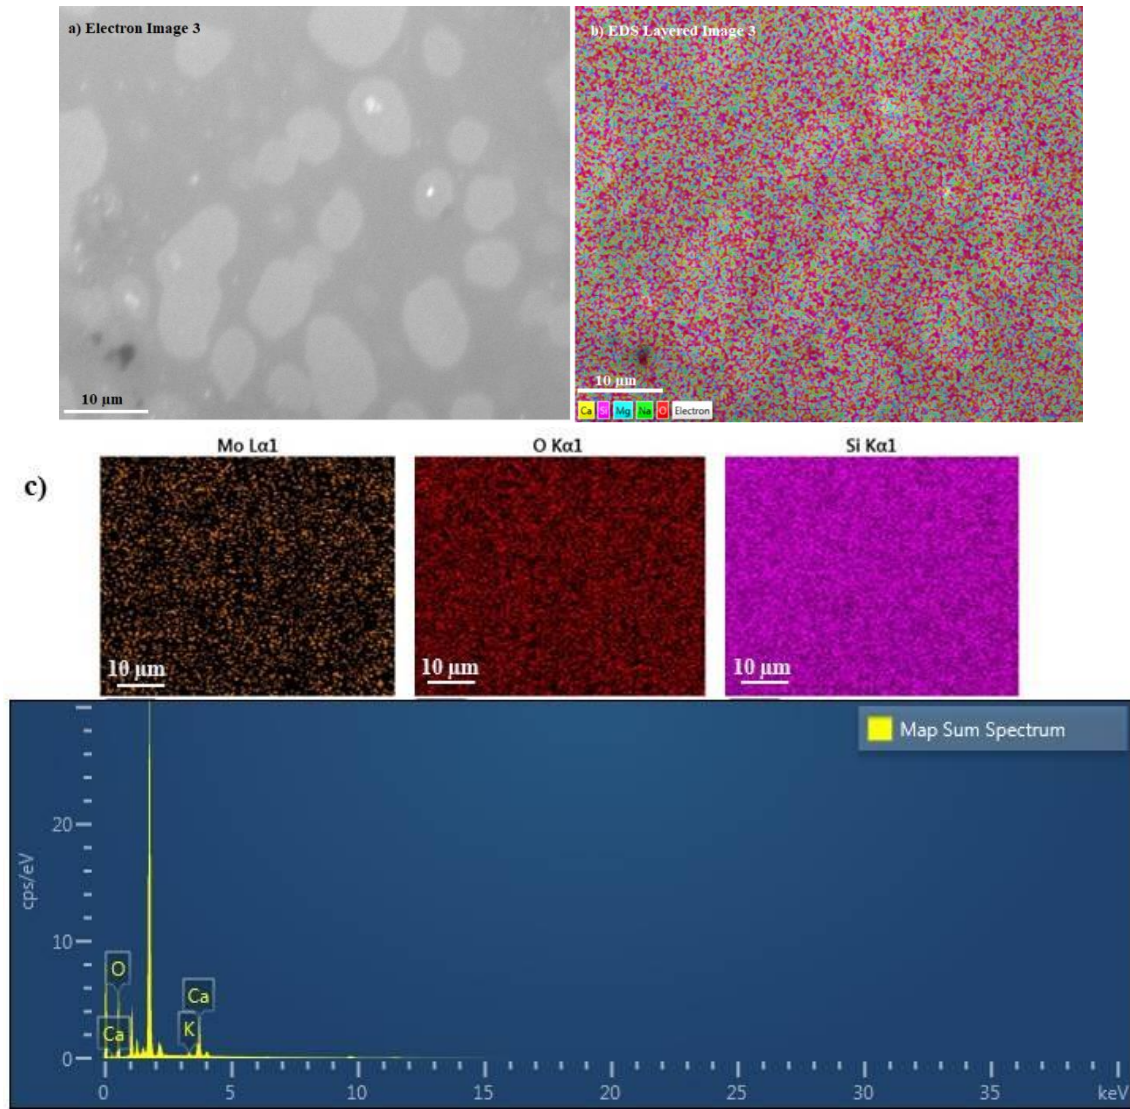 a) Electron Image 3
b) EDS Layered Image 3
10 μm
10 μm
Ca Si Mg Na O Electron
Mo Lα1
O Kα1
Si Kα1
c)
10 μm
10 μm
10 μm
Map Sum Spectrum
cps/eV
20
10
0
O
Ca
Ca
K
0
5
10
15
20
25
30
35
keV